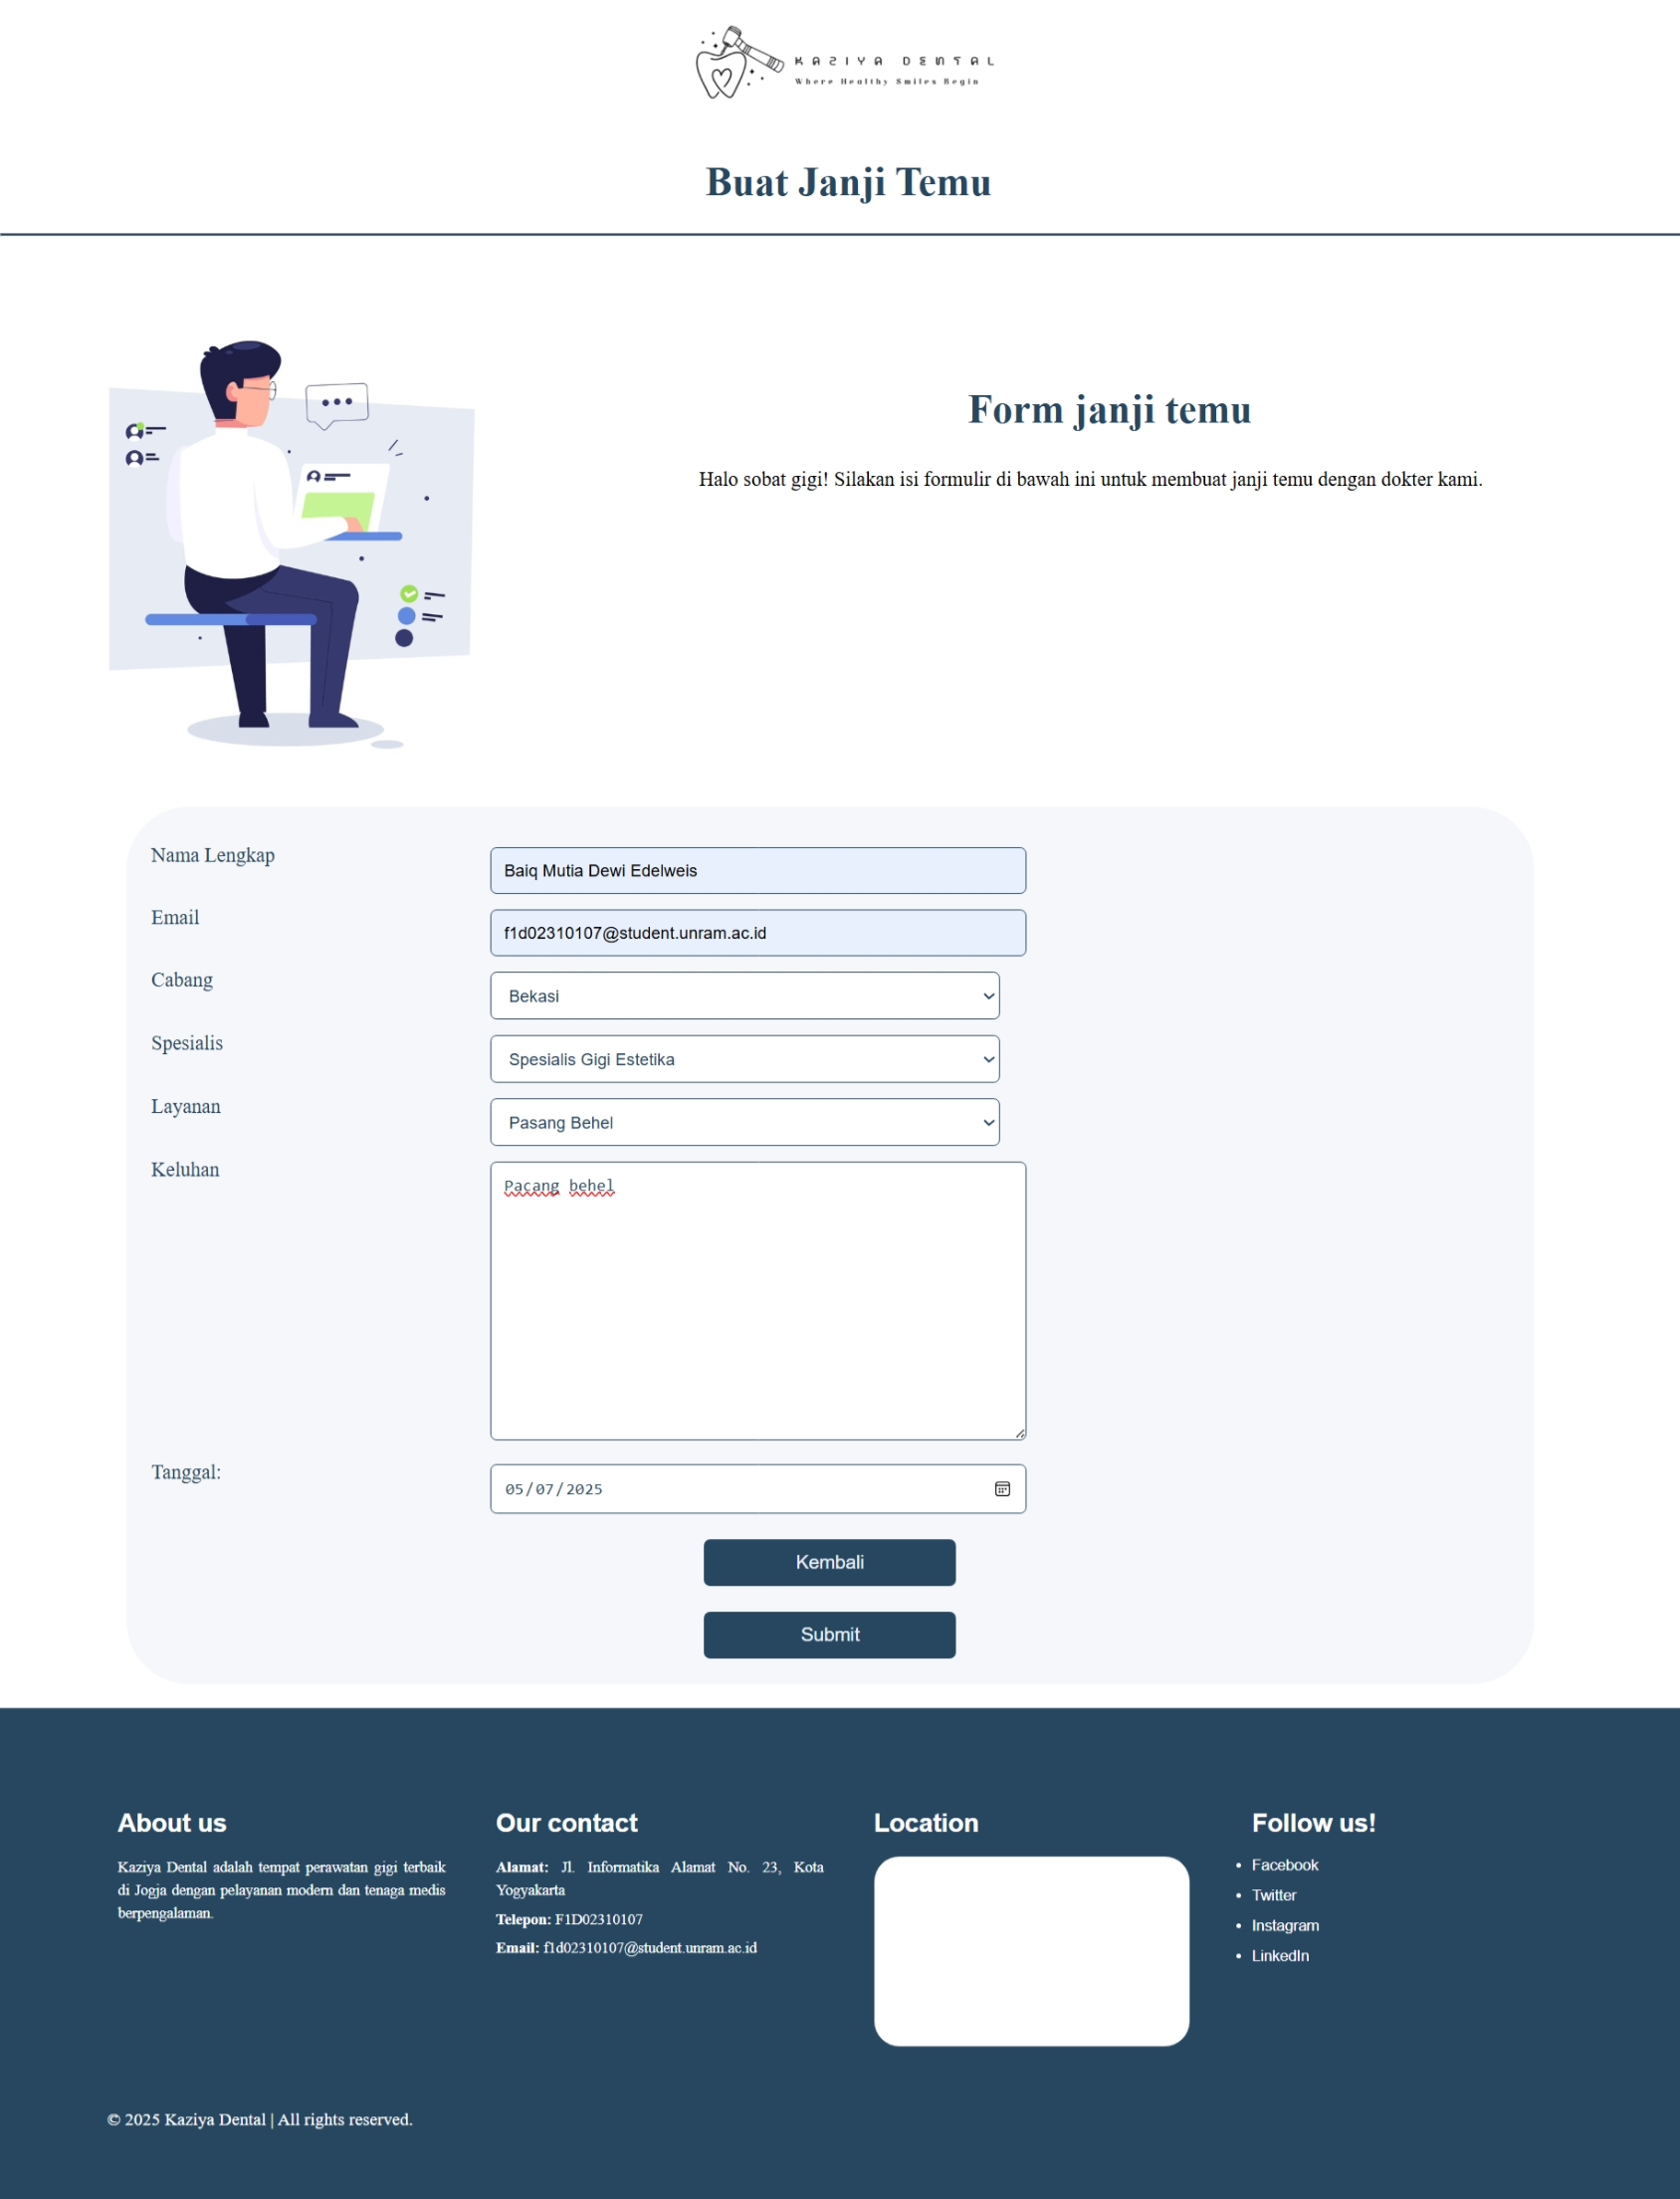 KAZIYA DENTAL
Where Healthy Smiles Begin
Buat Janji Temu
Form janji temu
Halo sobat gigi! Silakan isi formulir di bawah ini untuk membuat janji temu dengan dokter kami.
Nama Lengkap
Baiq Mutia Dewi Edelweis
Email
f1d02310107@student.unram.ac.id
Cabang
Bekasi
Spesialis
Spesialis Gigi Estetika
Layanan
Pasang Behel
Keluhan
Pacang behel
Tanggal:
05/07/2025
Kembali
Submit
About us
Kaziya Dental adalah tempat perawatan gigi terbaik
di Jogja dengan pelayanan modern dan tenaga medis
berpengalaman.
Our contact
Alamat: Jl. Informatika Alamat No. 23, Kota
Yogyakarta
Telepon: F1D02310107
Email: f1d02310107@student.unram.ac.id
Location
Follow us!
• Facebook
• Twitter
• Instagram
• LinkedIn
© 2025 Kaziya Dental | All rights reserved.